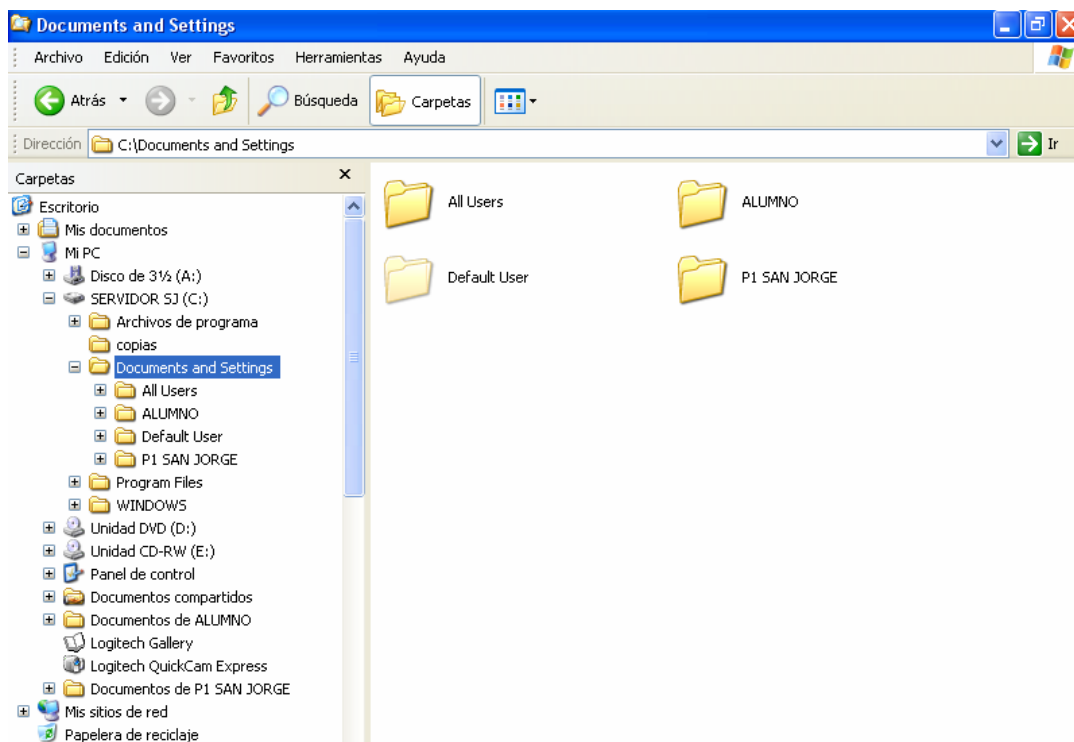 Documents and Settings
Archivo Edición Ver Favoritos Herramientas Ayuda
Atrás Búsqueda Carpetas
Dirección C:\Documents and Settings Ir
Carpetas
Escritorio
Mis documentos
Mi PC
Disco de 3½ (A:)
SERVIDOR SJ (C:)
Archivos de programa
copias
Documents and Settings
All Users
ALUMNO
Default User
P1 SAN JORGE
Program Files
WINDOWS
Unidad DVD (D:)
Unidad CD-RW (E:)
Panel de control
Documentos compartidos
Documentos de ALUMNO
Logitech Gallery
Logitech QuickCam Express
Documentos de P1 SAN JORGE
Mis sitios de red
Papelera de reciclaje
All Users ALUMNO
Default User P1 SAN JORGE